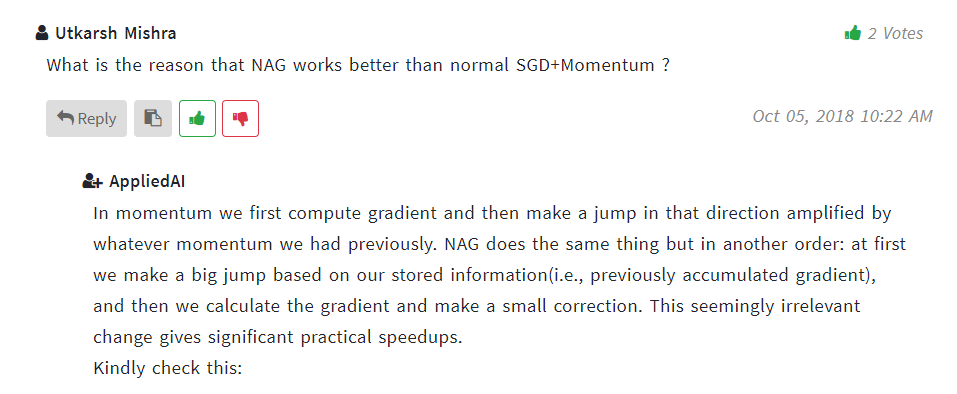 Utkarsh Mishra
2 Votes
What is the reason that NAG works better than normal SGD+Momentum ?
Reply
Oct 05, 2018 10:22 AM
AppliedAI
In momentum we first compute gradient and then make a jump in that direction amplified by
whatever momentum we had previously. NAG does the same thing but in another order: at first
we make a big jump based on our stored information(i.e., previously accumulated gradient),
and then we calculate the gradient and make a small correction. This seemingly irrelevant
change gives significant practical speedups.
Kindly check this: